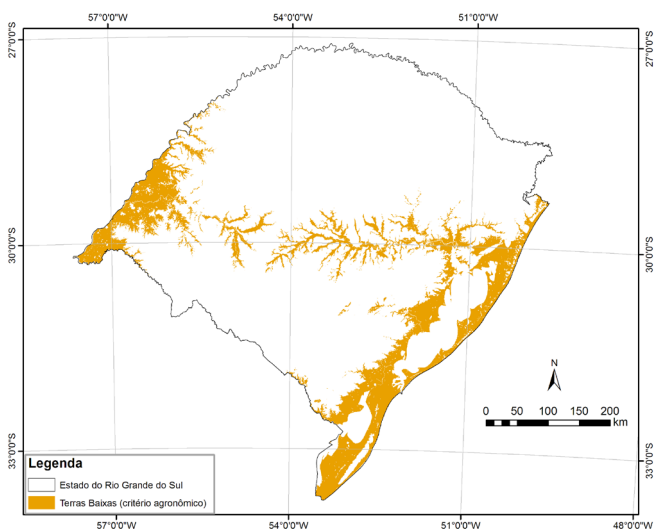 57°0'0"W 54°0'0"W 51°0'0"W
27°0'0"S
27°0'0"S
30°0'0"S
30°0'0"S
N
0 50 100 150 200
km
33°0'0"S
33°0'0"S
Legenda
Estado do Rio Grande do Sul
Terras Baixas (critério agronômico)
57°0'0"W 54°0'0"W 51°0'0"W 48°0'0"W